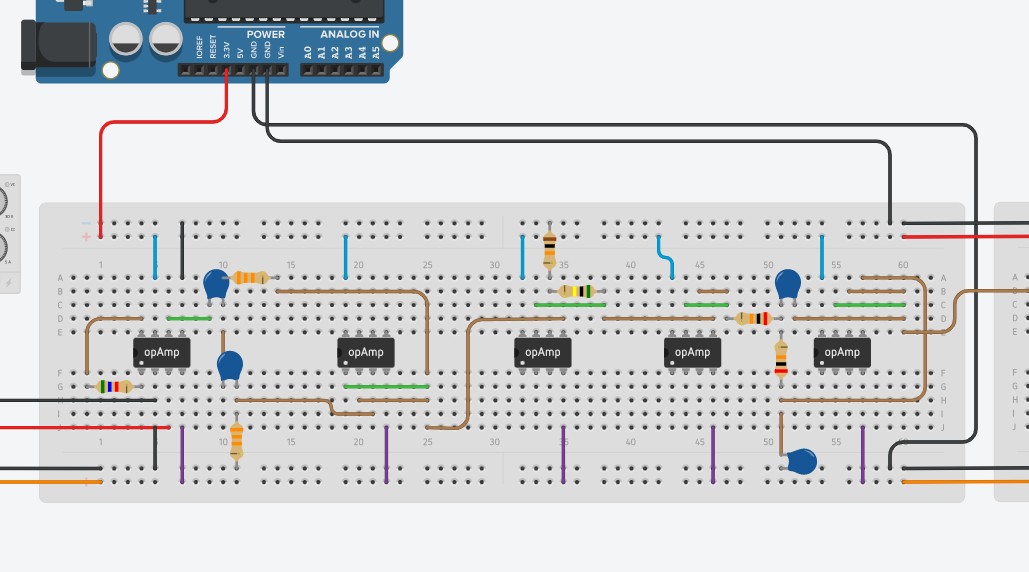 POWER
ANALOG IN
IOREF
RESET
3.3V
5V
GND
GND
Vin
A0
A1
A2
A3
A4
A5
1
10
15
20
25
30
35
40
45
50
55
60
A
B
C
D
E
F
G
H
I
J
A
B
C
D
E
F
G
H
I
J
opAmp
opAmp
opAmp
opAmp
opAmp
1
10
15
20
25
30
40
45
50
55
60
A
B
C
D
E
F
G
H
I
J